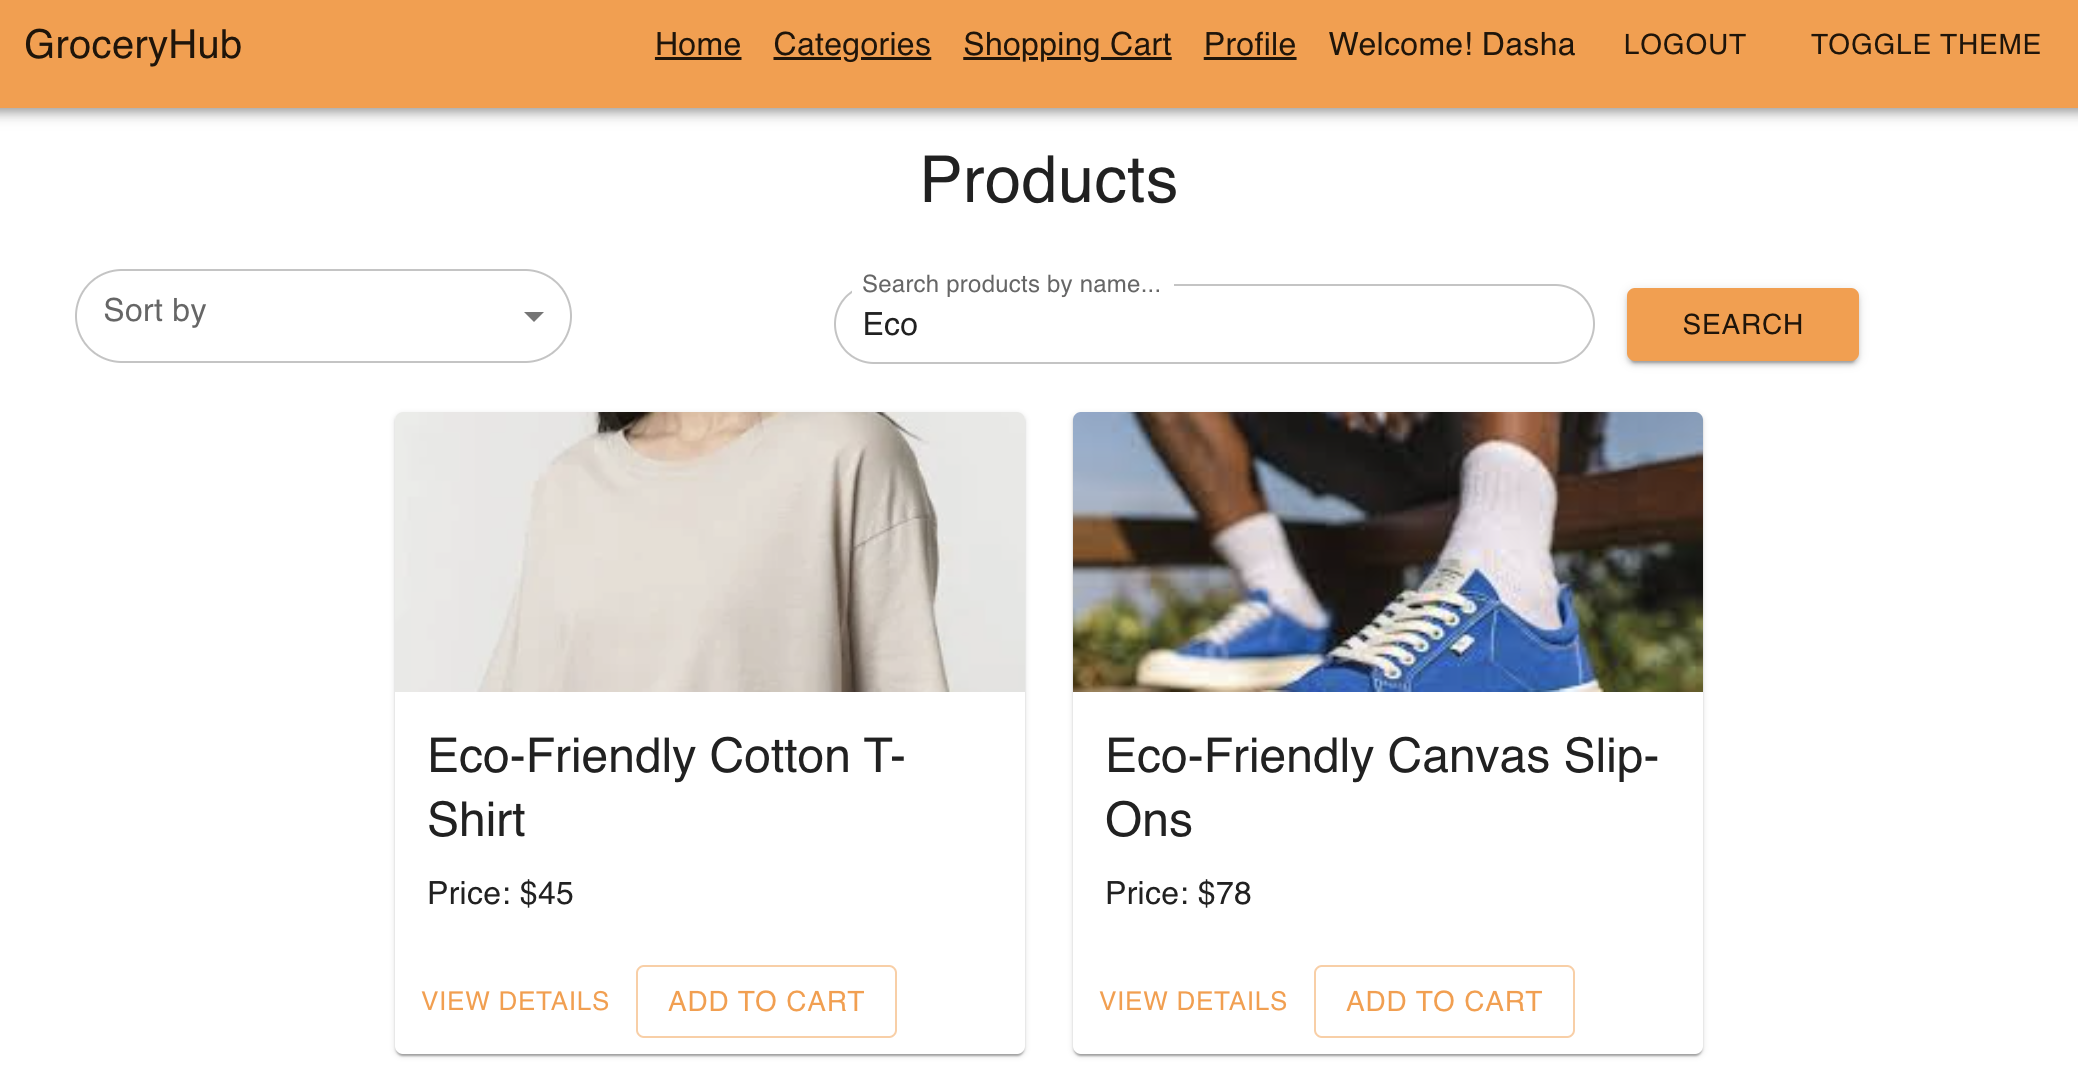 GroceryHub
Home Categories Shopping Cart Profile Welcome! Dasha LOGOUT TOGGLE THEME
Products
Sort by
Search products by name...
Eco
SEARCH
Eco-Friendly Cotton T-
Shirt
Price: $45
VIEW DETAILS ADD TO CART
Eco-Friendly Canvas Slip-
Ons
Price: $78
VIEW DETAILS ADD TO CART